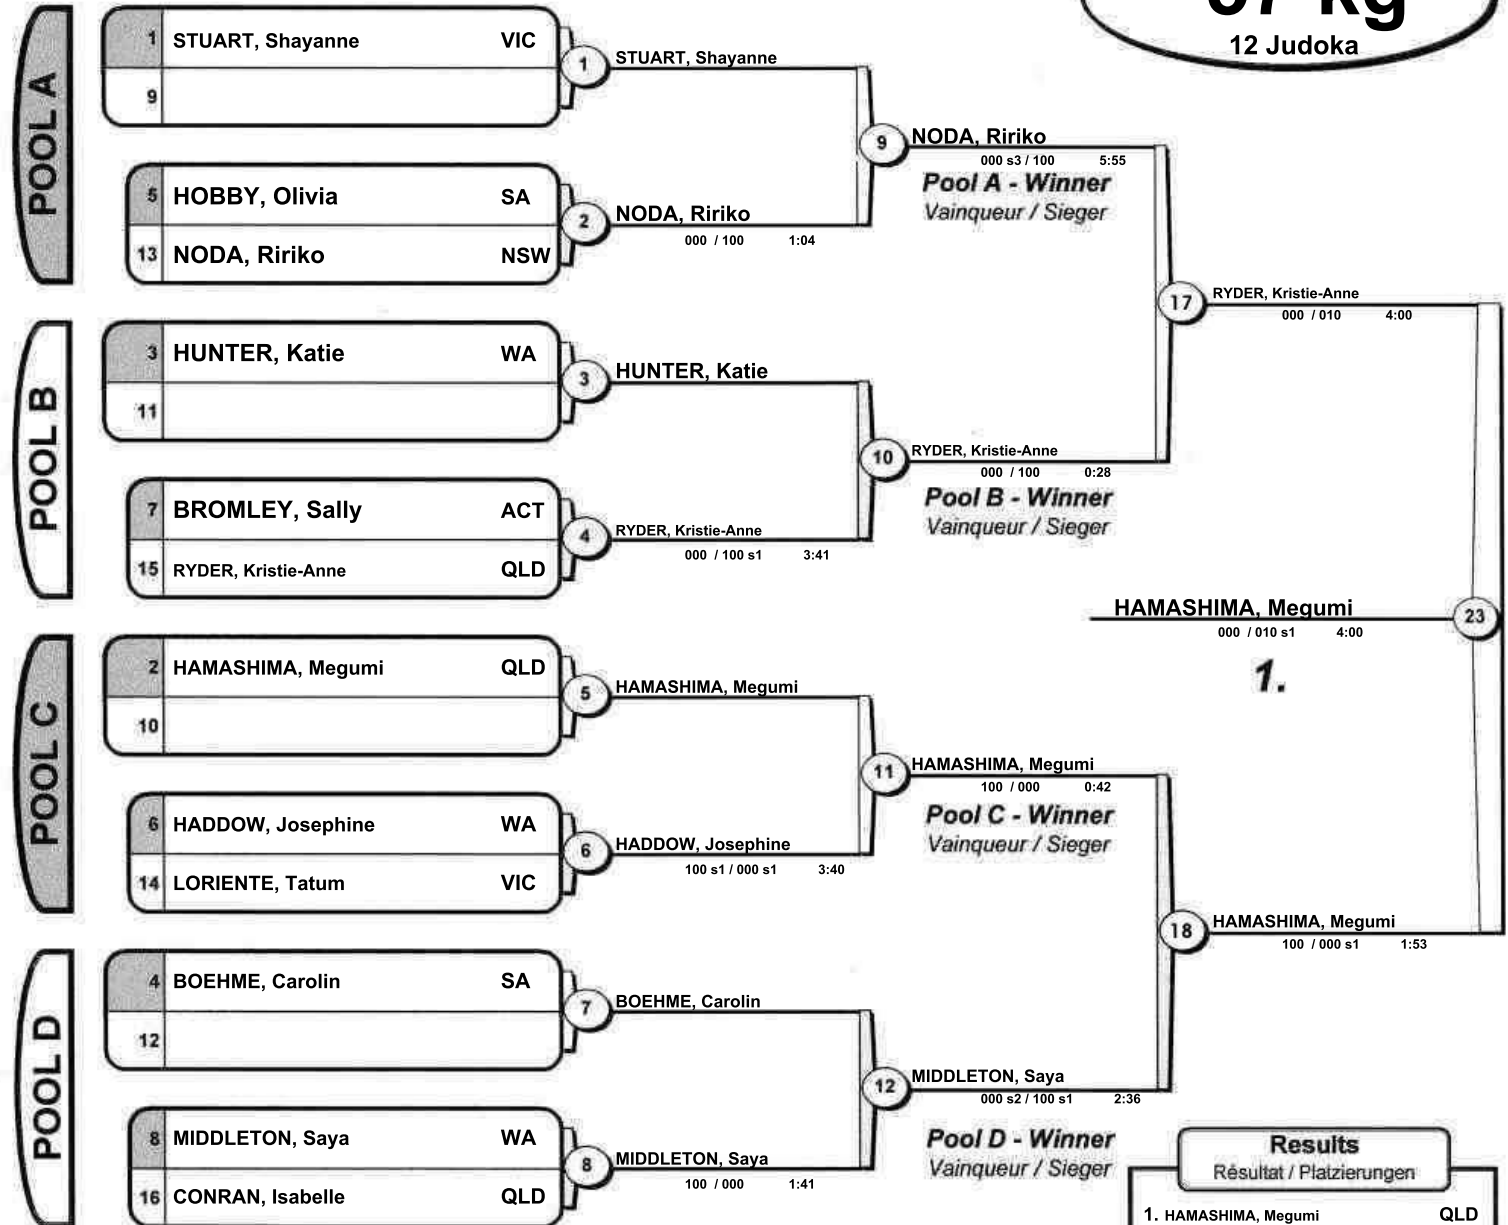 57 kg
12 Judoka
POOL A
1 STUART, Shayanne VIC
9
1 STUART, Shayanne
5 HOBBY, Olivia SA
13 NODA, Ririko NSW
2 NODA, Ririko
000 / 100 1:04
9 NODA, Ririko
000 s3 / 100 5:55
Pool A - Winner
Vainqueur / Sieger
POOL B
3 HUNTER, Katie WA
11
3 HUNTER, Katie
7 BROMLEY, Sally ACT
15 RYDER, Kristie-Anne QLD
4 RYDER, Kristie-Anne
000 / 100 s1 3:41
10 RYDER, Kristie-Anne
000 / 100 0:28
Pool B - Winner
Vainqueur / Sieger
17 RYDER, Kristie-Anne
000 / 010 4:00
HAMASHIMA, Megumi 23
000 / 010 s1 4:00
1.
POOL C
2 HAMASHIMA, Megumi QLD
10
5 HAMASHIMA, Megumi
6 HADDOW, Josephine WA
14 LORIENTE, Tatum VIC
6 HADDOW, Josephine
100 s1 / 000 s1 3:40
11 HAMASHIMA, Megumi
100 / 000 0:42
Pool C - Winner
Vainqueur / Sieger
18 HAMASHIMA, Megumi
100 / 000 s1 1:53
POOL D
4 BOEHME, Carolin SA
12
7 BOEHME, Carolin
8 MIDDLETON, Saya WA
16 CONRAN, Isabelle QLD
8 MIDDLETON, Saya
100 / 000 1:41
12 MIDDLETON, Saya
000 s2 / 100 s1 2:36
Pool D - Winner
Vainqueur / Sieger
Results
Résultat / Platzierungen
1. HAMASHIMA, Megumi QLD